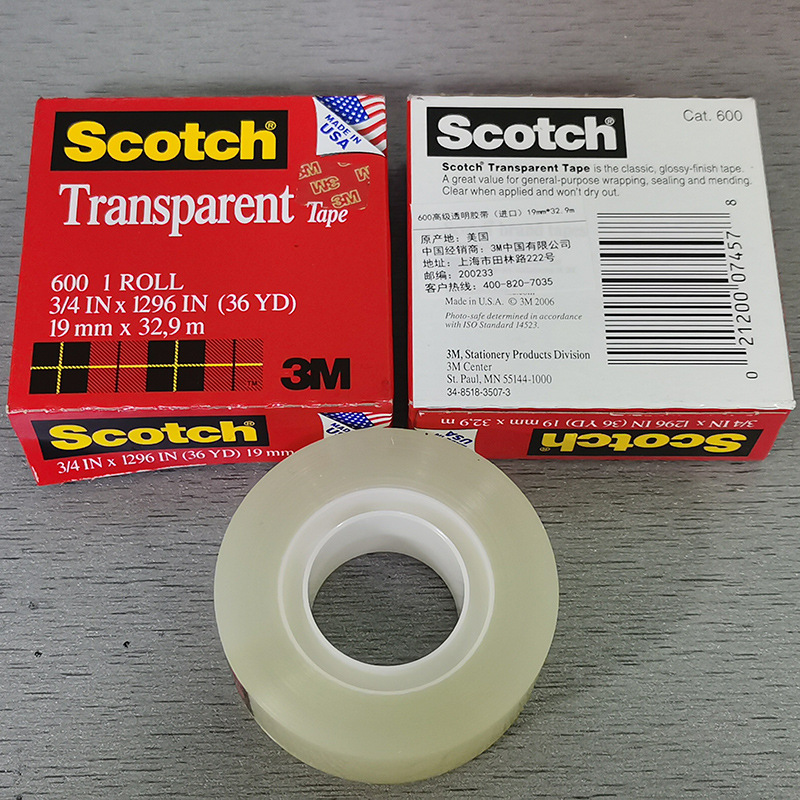 Scotch®
MADE IN
USA
Transparent Tape
3M
3M
3M
600 1 ROLL
3/4 IN x 1296 IN (36 YD)
19 mm x 32,9 m
TM
3M
Scotch®
MADE IN
USA
3/4 IN x 1296 IN (36 YD) 19 mm
Scotch®
Cat. 600
Scotch® Transparent Tape is the classic, glossy-finish tape.
A great value for general-purpose wrapping, sealing and mending.
Clear when applied and won't dry out.
600高级透明胶带（进口）19mm*32.9m
原产地: 美国
中国经销商: 3M中国有限公司
地址: 上海市田林路222号
邮编: 200233
客户热线: 400-820-7035
Made in U.S.A. © 3M 2006
Photo-safe determined in accordance
with ISO Standard 14523.
3M, Stationery Products Division
3M Center
St. Paul, MN 55144-1000
34-8518-3507-3
0 21200 07457 8
USA
Scotch®
3/4 IN x 1296 IN (36 YD) 19 mm x 32,9 m